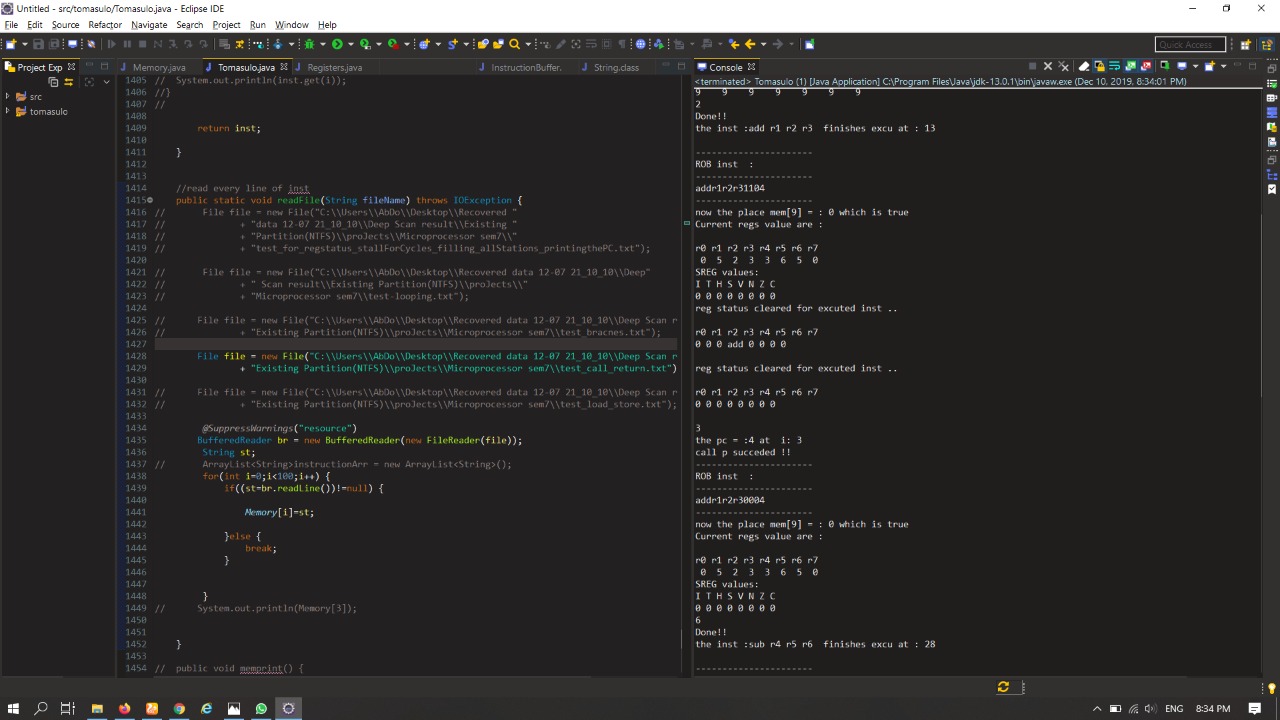 Untitled - src/tomasulo/Tomasulo.java - Eclipse IDE
File Edit Source Refactor Navigate Search Project Run Window Help
Quick Access
Project Exp
Memory.java
Tomasulo.java
Registers.java
InstructionBuffer.
String.class
src
tomasulo
1405 // System.out.println(inst.get(i));
1406 //}
1407 //
1408
1409 return inst;
1410
1411 }
1412
1413
1414 //read every line of inst
1415 public static void readFile(String fileName) throws IOException {
1416 // File file = new File("C:\\Users\\AbDo\\Desktop\\Recovered "
1417 // + "data 12-07 21_10_10\\Deep Scan result\\Existing "
1418 // + "Partition(NTFS)\\proJects\\Microprocessor sem7\\"
1419 // + "test_for_regstatus_stallForCycles_filling_allStations_printingthePC.txt");
1420
1421 // File file = new File("C:\\Users\\AbDo\\Desktop\\Recovered data 12-07 21_10_10\\Deep"
1422 // + " Scan result\\Existing Partition(NTFS)\\proJects\\"
1423 // + "Microprocessor sem7\\test-looping.txt");
1424
1425 // File file = new File("C:\\Users\\AbDo\\Desktop\\Recovered data 12-07 21_10_10\\Deep Scan r
1426 // + "Existing Partition(NTFS)\\proJects\\Microprocessor sem7\\test_bracnes.txt");
1427
1428 File file = new File("C:\\Users\\AbDo\\Desktop\\Recovered data 12-07 21_10_10\\Deep Scan r
1429 + "Existing Partition(NTFS)\\proJects\\Microprocessor sem7\\test_call_return.txt")
1430
1431 // File file = new File("C:\\Users\\AbDo\\Desktop\\Recovered data 12-07 21_10_10\\Deep Scan r
1432 // + "Existing Partition(NTFS)\\proJects\\Microprocessor sem7\\test_load_store.txt");
1433
1434 @SuppressWarnings("resource")
1435 BufferedReader br = new BufferedReader(new FileReader(file));
1436 String st;
1437 // ArrayList<String>instructionArr = new ArrayList<String>();
1438 for(int i=0;i<100;i++) {
1439 if((st=br.readLine())!=null) {
1440
1441 Memory[i]=st;
1442
1443 }else {
1444 break;
1445 }
1446
1447
1448 }
1449 // System.out.println(Memory[3]);
1450
1451
1452 }
1453
1454 // public void memprint() {
Console
<terminated> Tomasulo (1) [Java Application] C:\Program Files\Java\jdk-13.0.1\bin\javaw.exe (Dec 10, 2019, 8:34:01 PM)
9 9 9 9 9 9 9
2
Done!!
the inst :add r1 r2 r3 finishes excu at : 13
----------------------
ROB inst :
----------------------
addr1r2r31104
----------------------
now the place mem[9] = : 0 which is true
Current regs value are :
r0 r1 r2 r3 r4 r5 r6 r7
0 5 2 3 3 6 5 0
SREG values:
I T H S V N Z C
0 0 0 0 0 0 0 0
reg status cleared for excuted inst ..
r0 r1 r2 r3 r4 r5 r6 r7
0 0 0 add 0 0 0 0
reg status cleared for excuted inst ..
r0 r1 r2 r3 r4 r5 r6 r7
0 0 0 0 0 0 0 0
3
the pc = :4 at i: 3
call p succeded !!
----------------------
ROB inst :
----------------------
addr1r2r30004
----------------------
now the place mem[9] = : 0 which is true
Current regs value are :
r0 r1 r2 r3 r4 r5 r6 r7
0 5 2 3 3 6 5 0
SREG values:
I T H S V N Z C
0 0 0 0 0 0 0 0
6
Done!!
the inst :sub r4 r5 r6 finishes excu at : 28
----------------------
ENG 8:34 PM